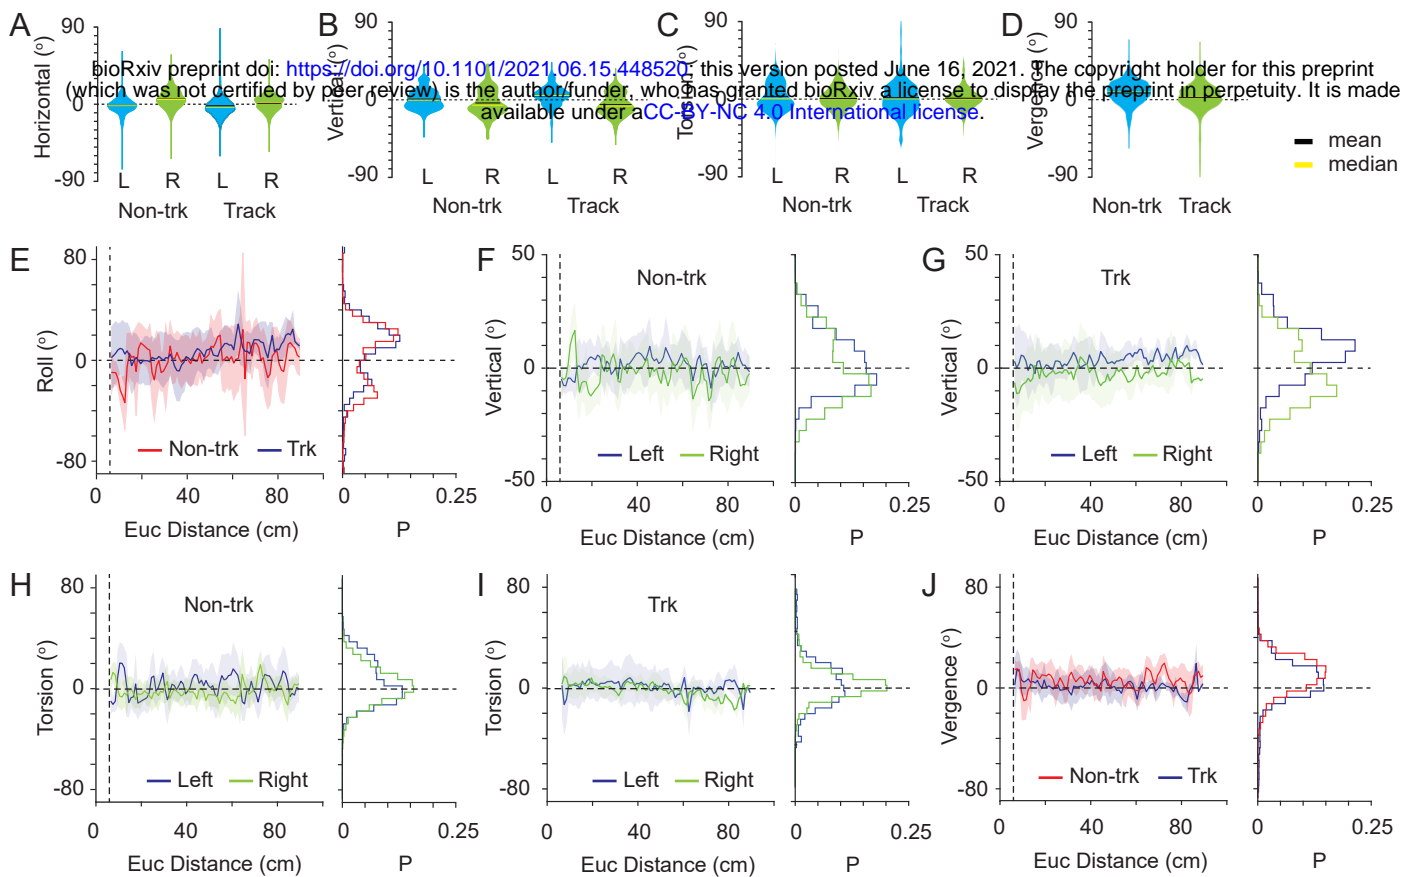 A
B
C
D
90
0
-90
Horizontal (°)
L
R
L
R
Non-trk
Track
90
0
-90
Vertical (°)
L
R
L
R
Non-trk
Track
90
0
-90
Torsion (°)
L
R
L
R
Non-trk
Track
90
0
-90
Vergence (°)
Non-trk
Track
mean
median
bioRxiv preprint doi: https://doi.org/10.1101/2021.06.15.448520; this version posted June 16, 2021. The copyright holder for this preprint
(which was not certified by peer review) is the author/funder, who has granted bioRxiv a license to display the preprint in perpetuity. It is made
available under aCC-BY-NC 4.0 International license.
E
80
0
-80
Roll (°)
Non-trk
Trk
0
40
80
Euc Distance (cm)
0
0.25
P
F
50
0
-50
Vertical (°)
Non-trk
Left
Right
0
40
80
Euc Distance (cm)
0
0.25
P
G
50
0
-50
Vertical (°)
Trk
Left
Right
0
40
80
Euc Distance (cm)
0
0.25
P
H
80
0
-80
Torsion (°)
Non-trk
Left
Right
0
40
80
Euc Distance (cm)
0
0.25
P
I
80
0
-80
Torsion (°)
Trk
Left
Right
0
40
80
Euc Distance (cm)
0
0.25
P
J
80
0
-80
Vergence (°)
Non-trk
Trk
0
40
80
Euc Distance (cm)
0
0.25
P